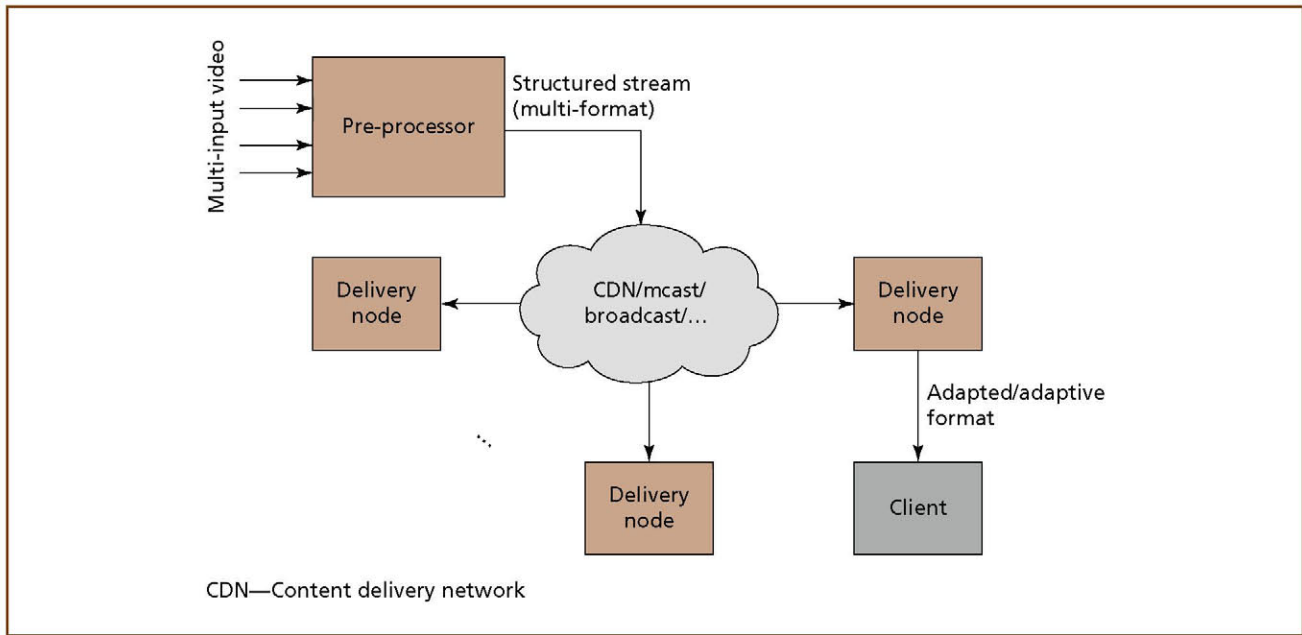 Multi-input video
Pre-processor
Structured stream
(multi-format)
Delivery
node
CDN/mcast/
broadcast/...
Delivery
node
Adapted/adaptive
format
...
Delivery
node
Client
CDN—Content delivery network